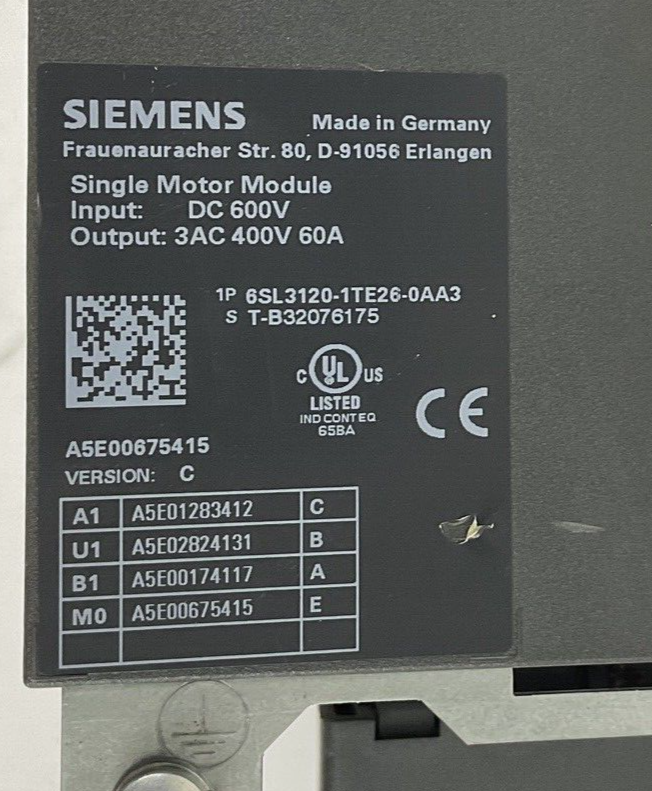 SIEMENS Made in Germany
Frauenauracher Str. 80, D-91056 Erlangen
Single Motor Module
Input: DC 600V
Output: 3AC 400V 60A
1P 6SL3120-1TE26-0AA3
S T-B32076175
C UL US
LISTED
IND CONT EQ
65BA
CE
A5E00675415
VERSION: C
A1 A5E01283412 C
U1 A5E02824131 B
B1 A5E00174117 A
M0 A5E00675415 E